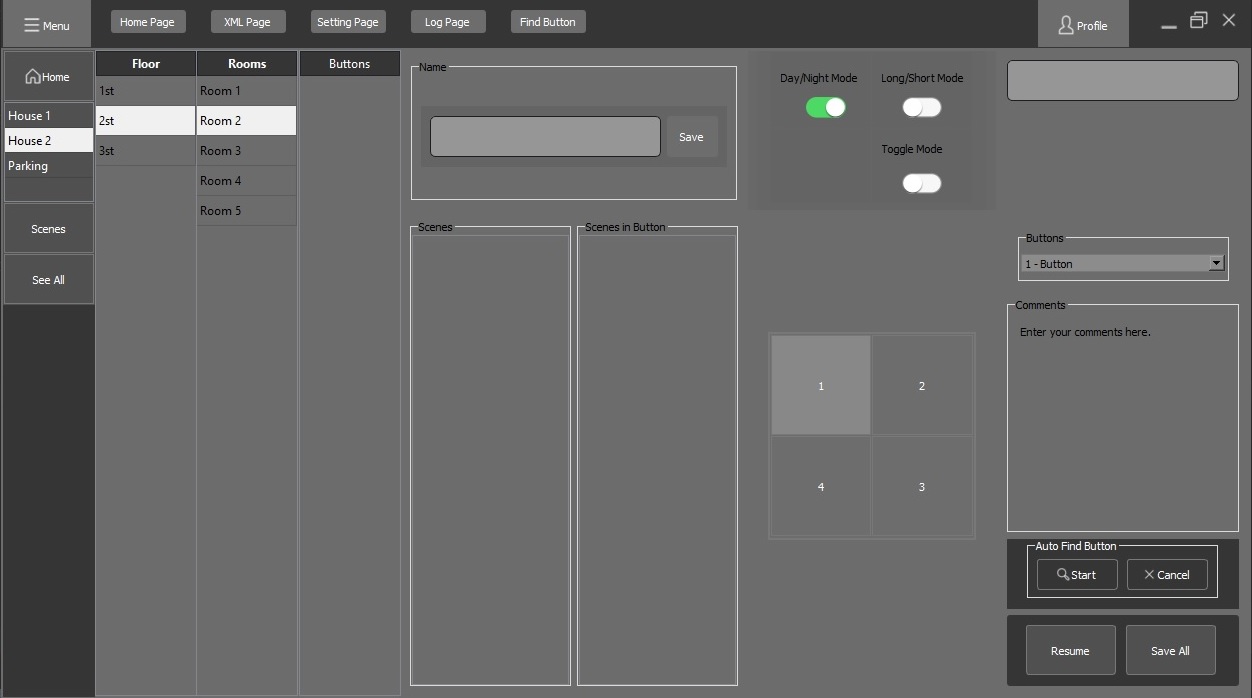 Menu
Home Page
XML Page
Setting Page
Log Page
Find Button
Profile
Home
House 1
House 2
Parking
Scenes
See All
Floor
1st
2st
3st
Rooms
Room 1
Room 2
Room 3
Room 4
Room 5
Buttons
Name
Save
Scenes
Scenes in Button
Day/Night Mode
Long/Short Mode
Toggle Mode
1
2
4
3
Buttons
1 - Button
Comments
Enter your comments here.
Auto Find Button
Start
Cancel
Resume
Save All